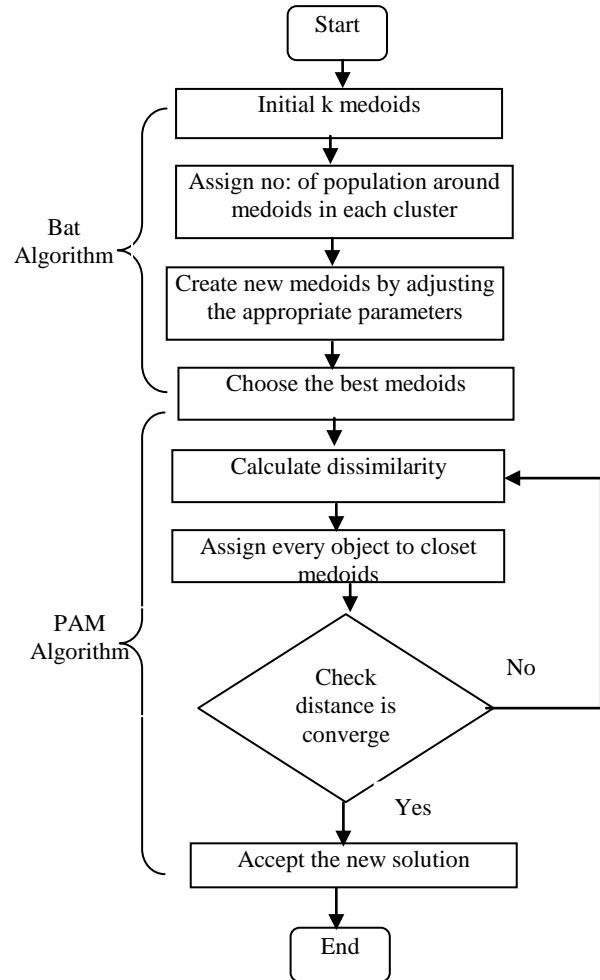 Start
Initial k medoids
Assign no: of population around
medoids in each cluster
Bat
Algorithm
Create new medoids by adjusting
the appropriate parameters
Choose the best medoids
Calculate dissimilarity
Assign every object to closet
medoids
PAM
Algorithm
Check
distance is
converge
No
Yes
Accept the new solution
End